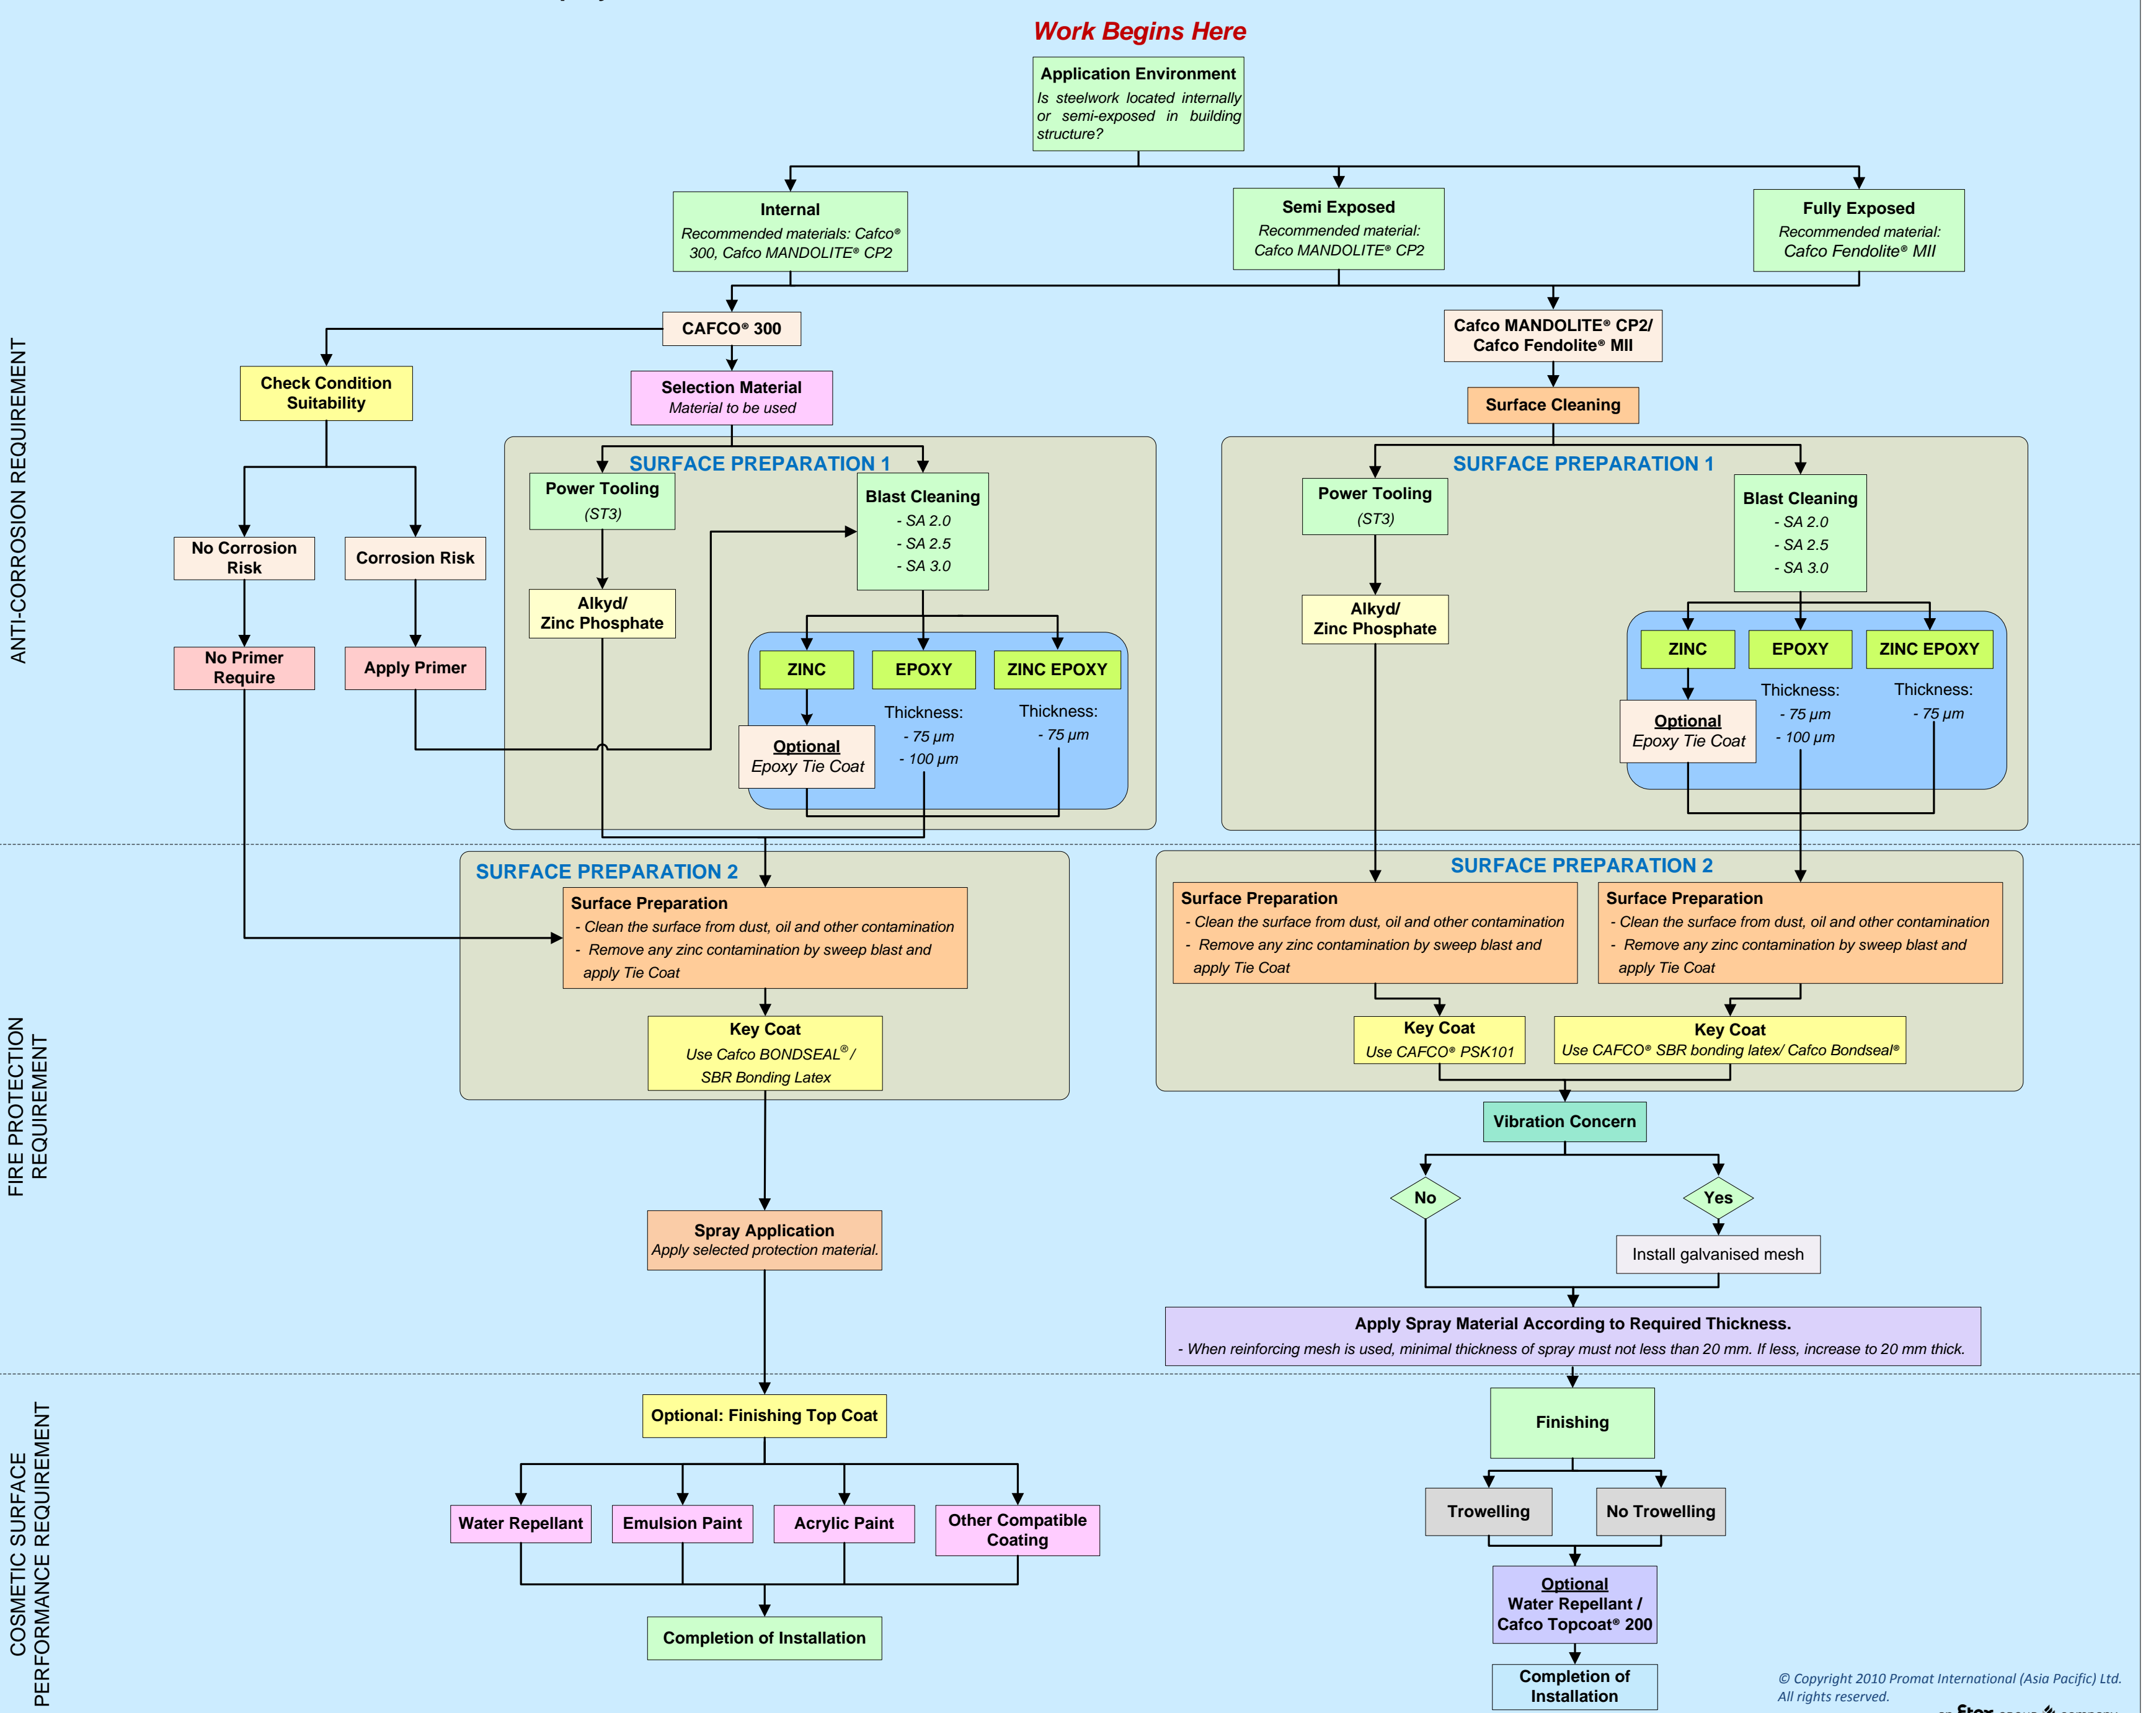 Work Begins Here
Application Environment
Is steelwork located internally
or semi-exposed in building
structure?
Internal
Recommended materials: Cafco®
300, Cafco MANDOLITE® CP2
Semi Exposed
Recommended material:
Cafco MANDOLITE® CP2
Fully Exposed
Recommended material:
Cafco Fendolite® MII
ANTI-CORROSION REQUIREMENT
CAFCO® 300
Cafco MANDOLITE® CP2/
Cafco Fendolite® MII
Check Condition
Suitability
Selection Material
Material to be used
Surface Cleaning
No Corrosion
Risk
Corrosion Risk
No Primer
Require
Apply Primer
SURFACE PREPARATION 1
Power Tooling
(ST3)
Alkyd/
Zinc Phosphate
Blast Cleaning
- SA 2.0
- SA 2.5
- SA 3.0
ZINC
EPOXY
ZINC EPOXY
Optional
Epoxy Tie Coat
Thickness:
- 75 µm
- 100 µm
Thickness:
- 75 µm
SURFACE PREPARATION 1
Power Tooling
(ST3)
Alkyd/
Zinc Phosphate
Blast Cleaning
- SA 2.0
- SA 2.5
- SA 3.0
ZINC
EPOXY
ZINC EPOXY
Optional
Epoxy Tie Coat
Thickness:
- 75 µm
- 100 µm
Thickness:
- 75 µm
FIRE PROTECTION
REQUIREMENT
SURFACE PREPARATION 2
Surface Preparation
- Clean the surface from dust, oil and other contamination
- Remove any zinc contamination by sweep blast and
apply Tie Coat
Key Coat
Use Cafco BONDSEAL® /
SBR Bonding Latex
Spray Application
Apply selected protection material.
SURFACE PREPARATION 2
Surface Preparation
- Clean the surface from dust, oil and other contamination
- Remove any zinc contamination by sweep blast and
apply Tie Coat
Surface Preparation
- Clean the surface from dust, oil and other contamination
- Remove any zinc contamination by sweep blast and
apply Tie Coat
Key Coat
Use CAFCO® PSK101
Key Coat
Use CAFCO® SBR bonding latex/ Cafco Bondseal®
Vibration Concern
No
Yes
Install galvanised mesh
Apply Spray Material According to Required Thickness.
- When reinforcing mesh is used, minimal thickness of spray must not less than 20 mm. If less, increase to 20 mm thick.
COSMETIC SURFACE
PERFORMANCE REQUIREMENT
Optional: Finishing Top Coat
Water Repellant
Emulsion Paint
Acrylic Paint
Other Compatible
Coating
Completion of Installation
Finishing
Trowelling
No Trowelling
Optional
Water Repellant /
Cafco Topcoat® 200
Completion of
Installation
© Copyright 2010 Promat International (Asia Pacific) Ltd.
All rights reserved.